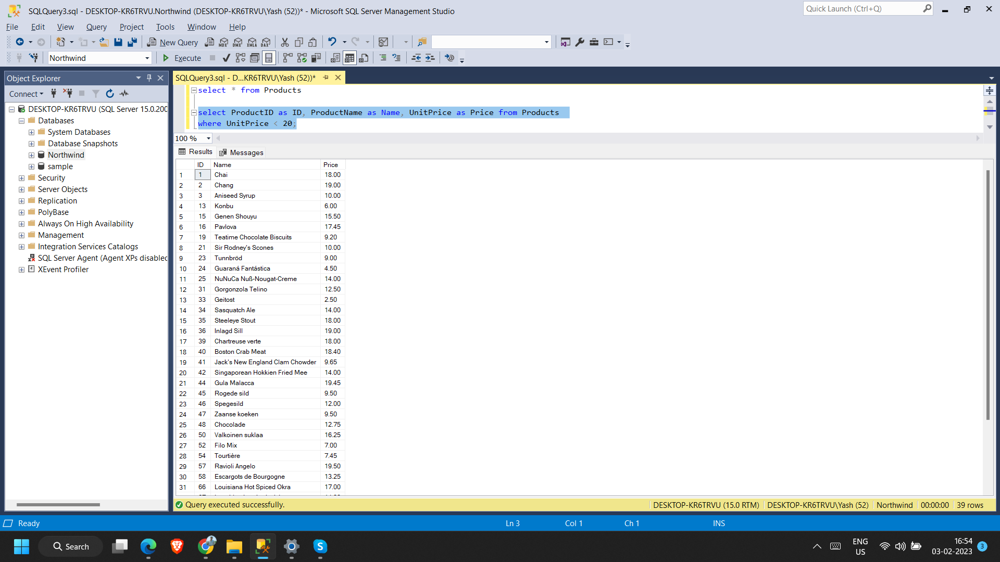 SQLQuery3.sql - DESKTOP-KR6TRVU.Northwind (DESKTOP-KR6TRVU\Yash (52))* - Microsoft SQL Server Management Studio
Quick Launch (Ctrl+Q)
File Edit View Query Project Tools Window Help
New Query MDX DMX XMLA DAX
Northwind Execute
Object Explorer
Connect
DESKTOP-KR6TRVU (SQL Server 15.0.200
Databases
System Databases
Database Snapshots
Northwind
sample
Security
Server Objects
Replication
PolyBase
Always On High Availability
Management
Integration Services Catalogs
SQL Server Agent (Agent XPs disabled
XEvent Profiler
SQLQuery3.sql - D...KR6TRVU\Yash (52))*
select * from Products
select ProductID as ID, ProductName as Name, UnitPrice as Price from Products
where UnitPrice < 20;
100 %
Results Messages
ID Name Price
1 1 Chai 18.00
2 2 Chang 19.00
3 3 Aniseed Syrup 10.00
4 13 Konbu 6.00
5 15 Genen Shouyu 15.50
6 16 Pavlova 17.45
7 19 Teatime Chocolate Biscuits 9.20
8 21 Sir Rodney's Scones 10.00
9 23 Tunnbröd 9.00
10 24 Guaraná Fantástica 4.50
11 25 NuNuCa Nuß-Nougat-Creme 14.00
12 31 Gorgonzola Telino 12.50
13 33 Geitost 2.50
14 34 Sasquatch Ale 14.00
15 35 Steeleye Stout 18.00
16 36 Inlagd Sill 19.00
17 39 Chartreuse verte 18.00
18 40 Boston Crab Meat 18.40
19 41 Jack's New England Clam Chowder 9.65
20 42 Singaporean Hokkien Fried Mee 14.00
21 44 Gula Malacca 19.45
22 45 Rogede sild 9.50
23 46 Spegesild 12.00
24 47 Zaanse koeken 9.50
25 48 Chocolade 12.75
26 50 Valkoinen suklaa 16.25
27 52 Filo Mix 7.00
28 54 Tourtière 7.45
29 57 Ravioli Angelo 19.50
30 58 Escargots de Bourgogne 13.25
31 66 Louisiana Hot Spiced Okra 17.00
Query executed successfully. DESKTOP-KR6TRVU (15.0 RTM) DESKTOP-KR6TRVU\Yash (52) Northwind 00:00:00 39 rows
Ready Ln 3 Col 1 Ch 1 INS
Search
ENG
US
16:54
03-02-2023
3